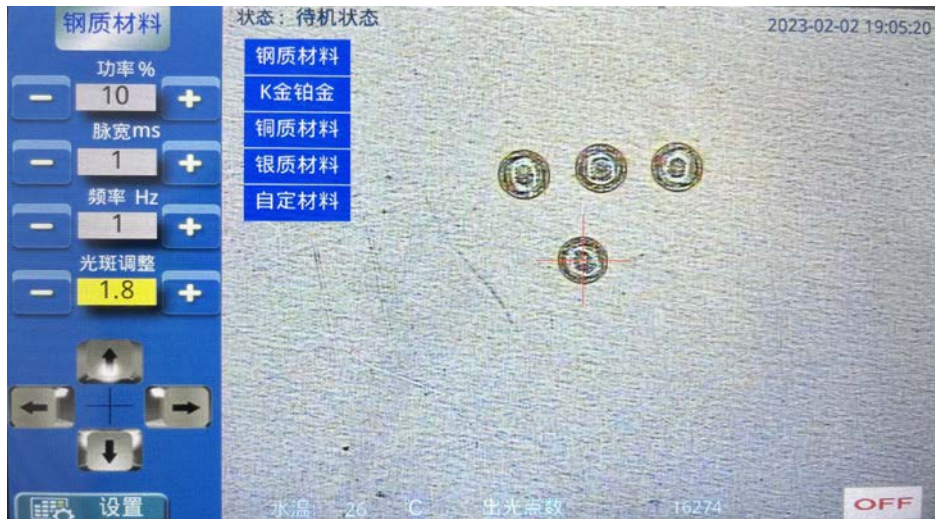 钢质材料
功率%
− 10 +
脉宽ms
− 1 +
频率 Hz
− 1 +
光斑调整
− 1.8 +
设置
状态：待机状态
2023-02-02 19:05:20
钢质材料
K金铂金
铜质材料
银质材料
自定材料
水温: 26 °C 出光点数 16274
OFF